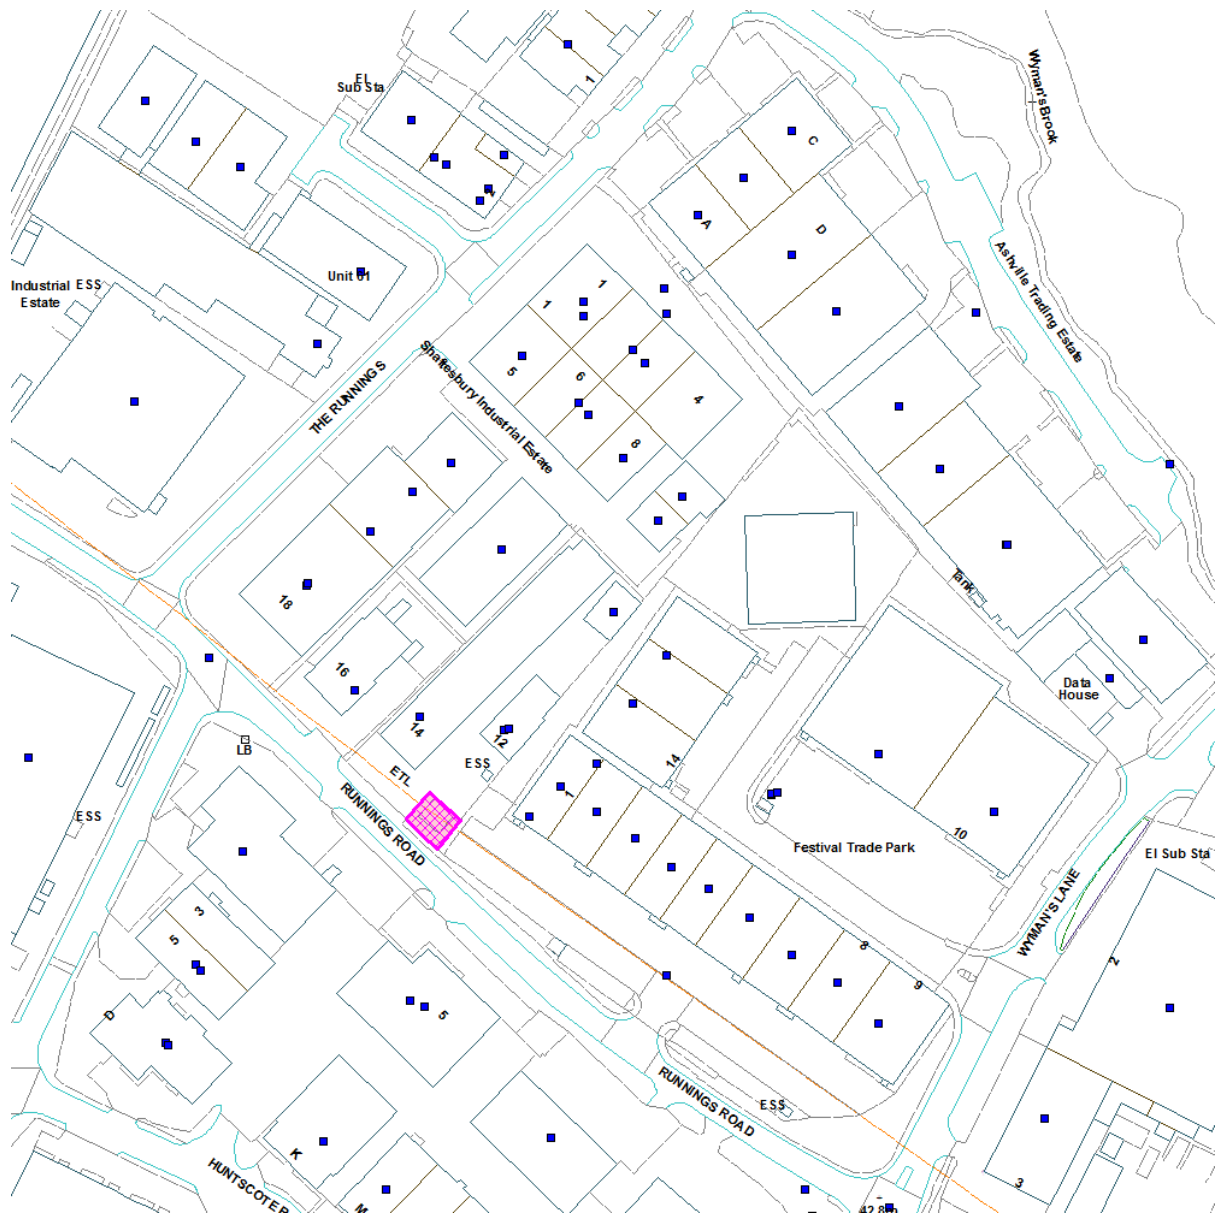 El
Sub Sta
1
Wyman's Brook
C
2
A
D
Unit 61
Industrial
Estate
ESS
Ashville Trading Estate
1
1
THE RUNNINGS
Shaftesbury Industrial Estate
5
6
4
8
Tank
18
16
Data
House
14
12
ESS
14
LB
ETL
1
RUNNINGS ROAD
ESS
10
Festival Trade Park
El Sub Sta
3
5
WYMAN'S LANE
2
8
9
D
5
RUNNINGS ROAD
ESS
K
HUNTSCOTE R
M
3